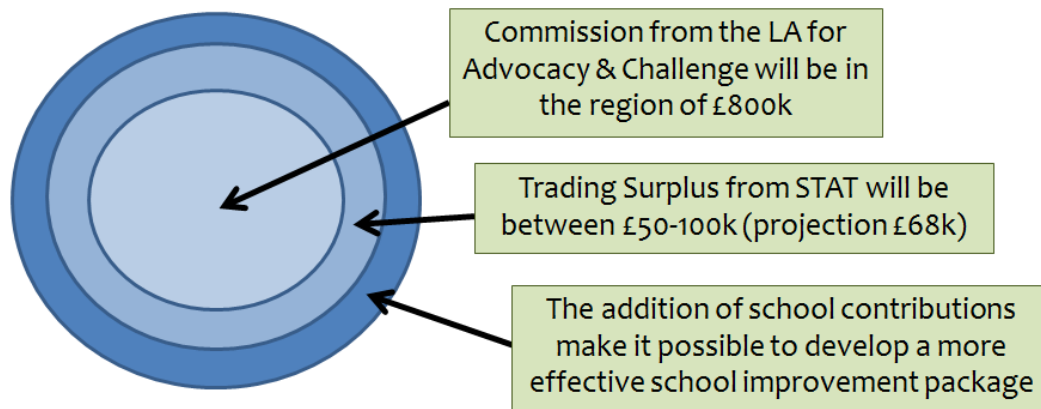 Commission from the LA for
Advocacy & Challenge will be in
the region of £800k
Trading Surplus from STAT will be
between £50-100k (projection £68k)
The addition of school contributions
make it possible to develop a more
effective school improvement package